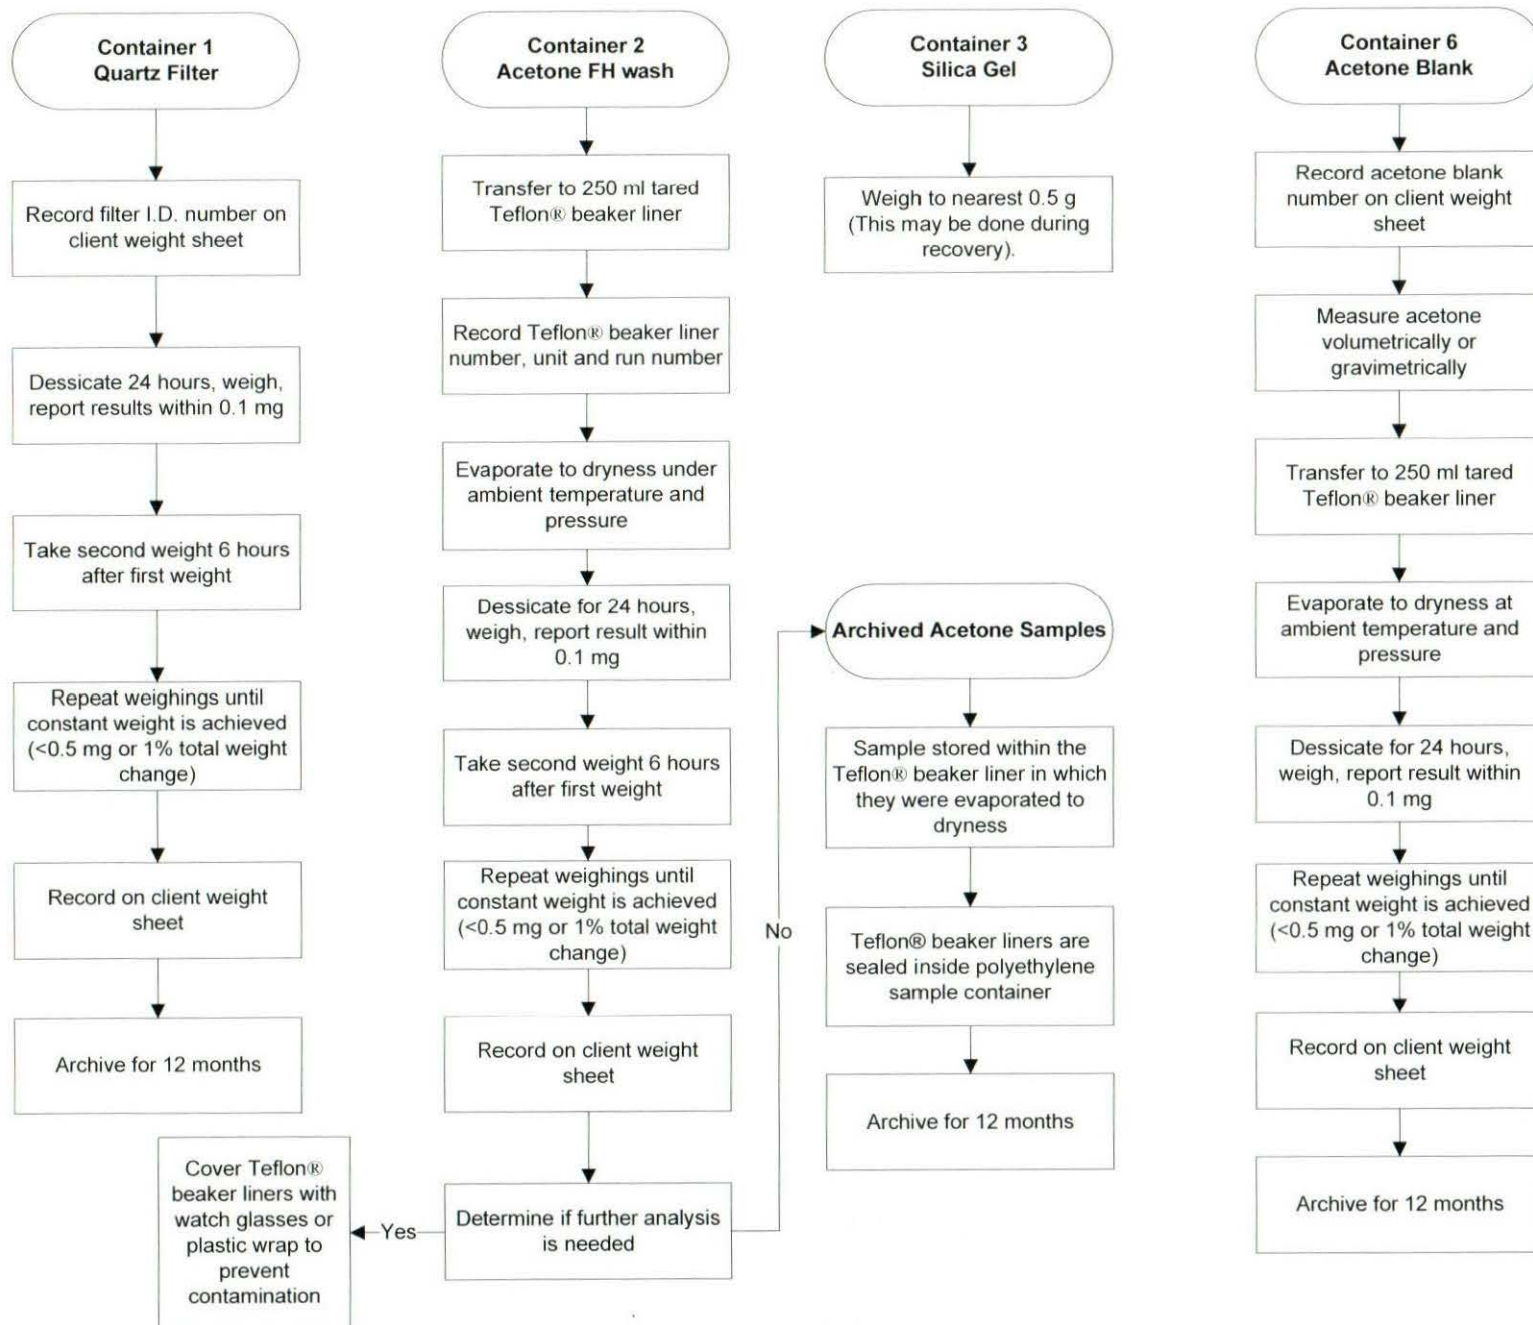 Container 1
Quartz Filter
Record filter I.D. number on
client weight sheet
Dessicate 24 hours, weigh,
report results within 0.1 mg
Take second weight 6 hours
after first weight
Repeat weighings until
constant weight is achieved
(<0.5 mg or 1% total weight
change)
Record on client weight
sheet
Archive for 12 months
Container 2
Acetone FH wash
Transfer to 250 ml tared
Teflon® beaker liner
Record Teflon® beaker liner
number, unit and run number
Evaporate to dryness under
ambient temperature and
pressure
Dessicate for 24 hours,
weigh, report result within
0.1 mg
Take second weight 6 hours
after first weight
Repeat weighings until
constant weight is achieved
(<0.5 mg or 1% total weight
change)
Record on client weight
sheet
Determine if further analysis
is needed
Yes
Cover Teflon®
beaker liners with
watch glasses or
plastic wrap to
prevent
contamination
No
Container 3
Silica Gel
Weigh to nearest 0.5 g
(This may be done during
recovery).
Archived Acetone Samples
Sample stored within the
Teflon® beaker liner in which
they were evaporated to
dryness
Teflon® beaker liners are
sealed inside polyethylene
sample container
Archive for 12 months
Container 6
Acetone Blank
Record acetone blank
number on client weight
sheet
Measure acetone
volumetrically or
gravimetrically
Transfer to 250 ml tared
Teflon® beaker liner
Evaporate to dryness at
ambient temperature and
pressure
Dessicate for 24 hours,
weigh, report result within
0.1 mg
Repeat weighings until
constant weight is achieved
(<0.5 mg or 1% total weight
change)
Record on client weight
sheet
Archive for 12 months